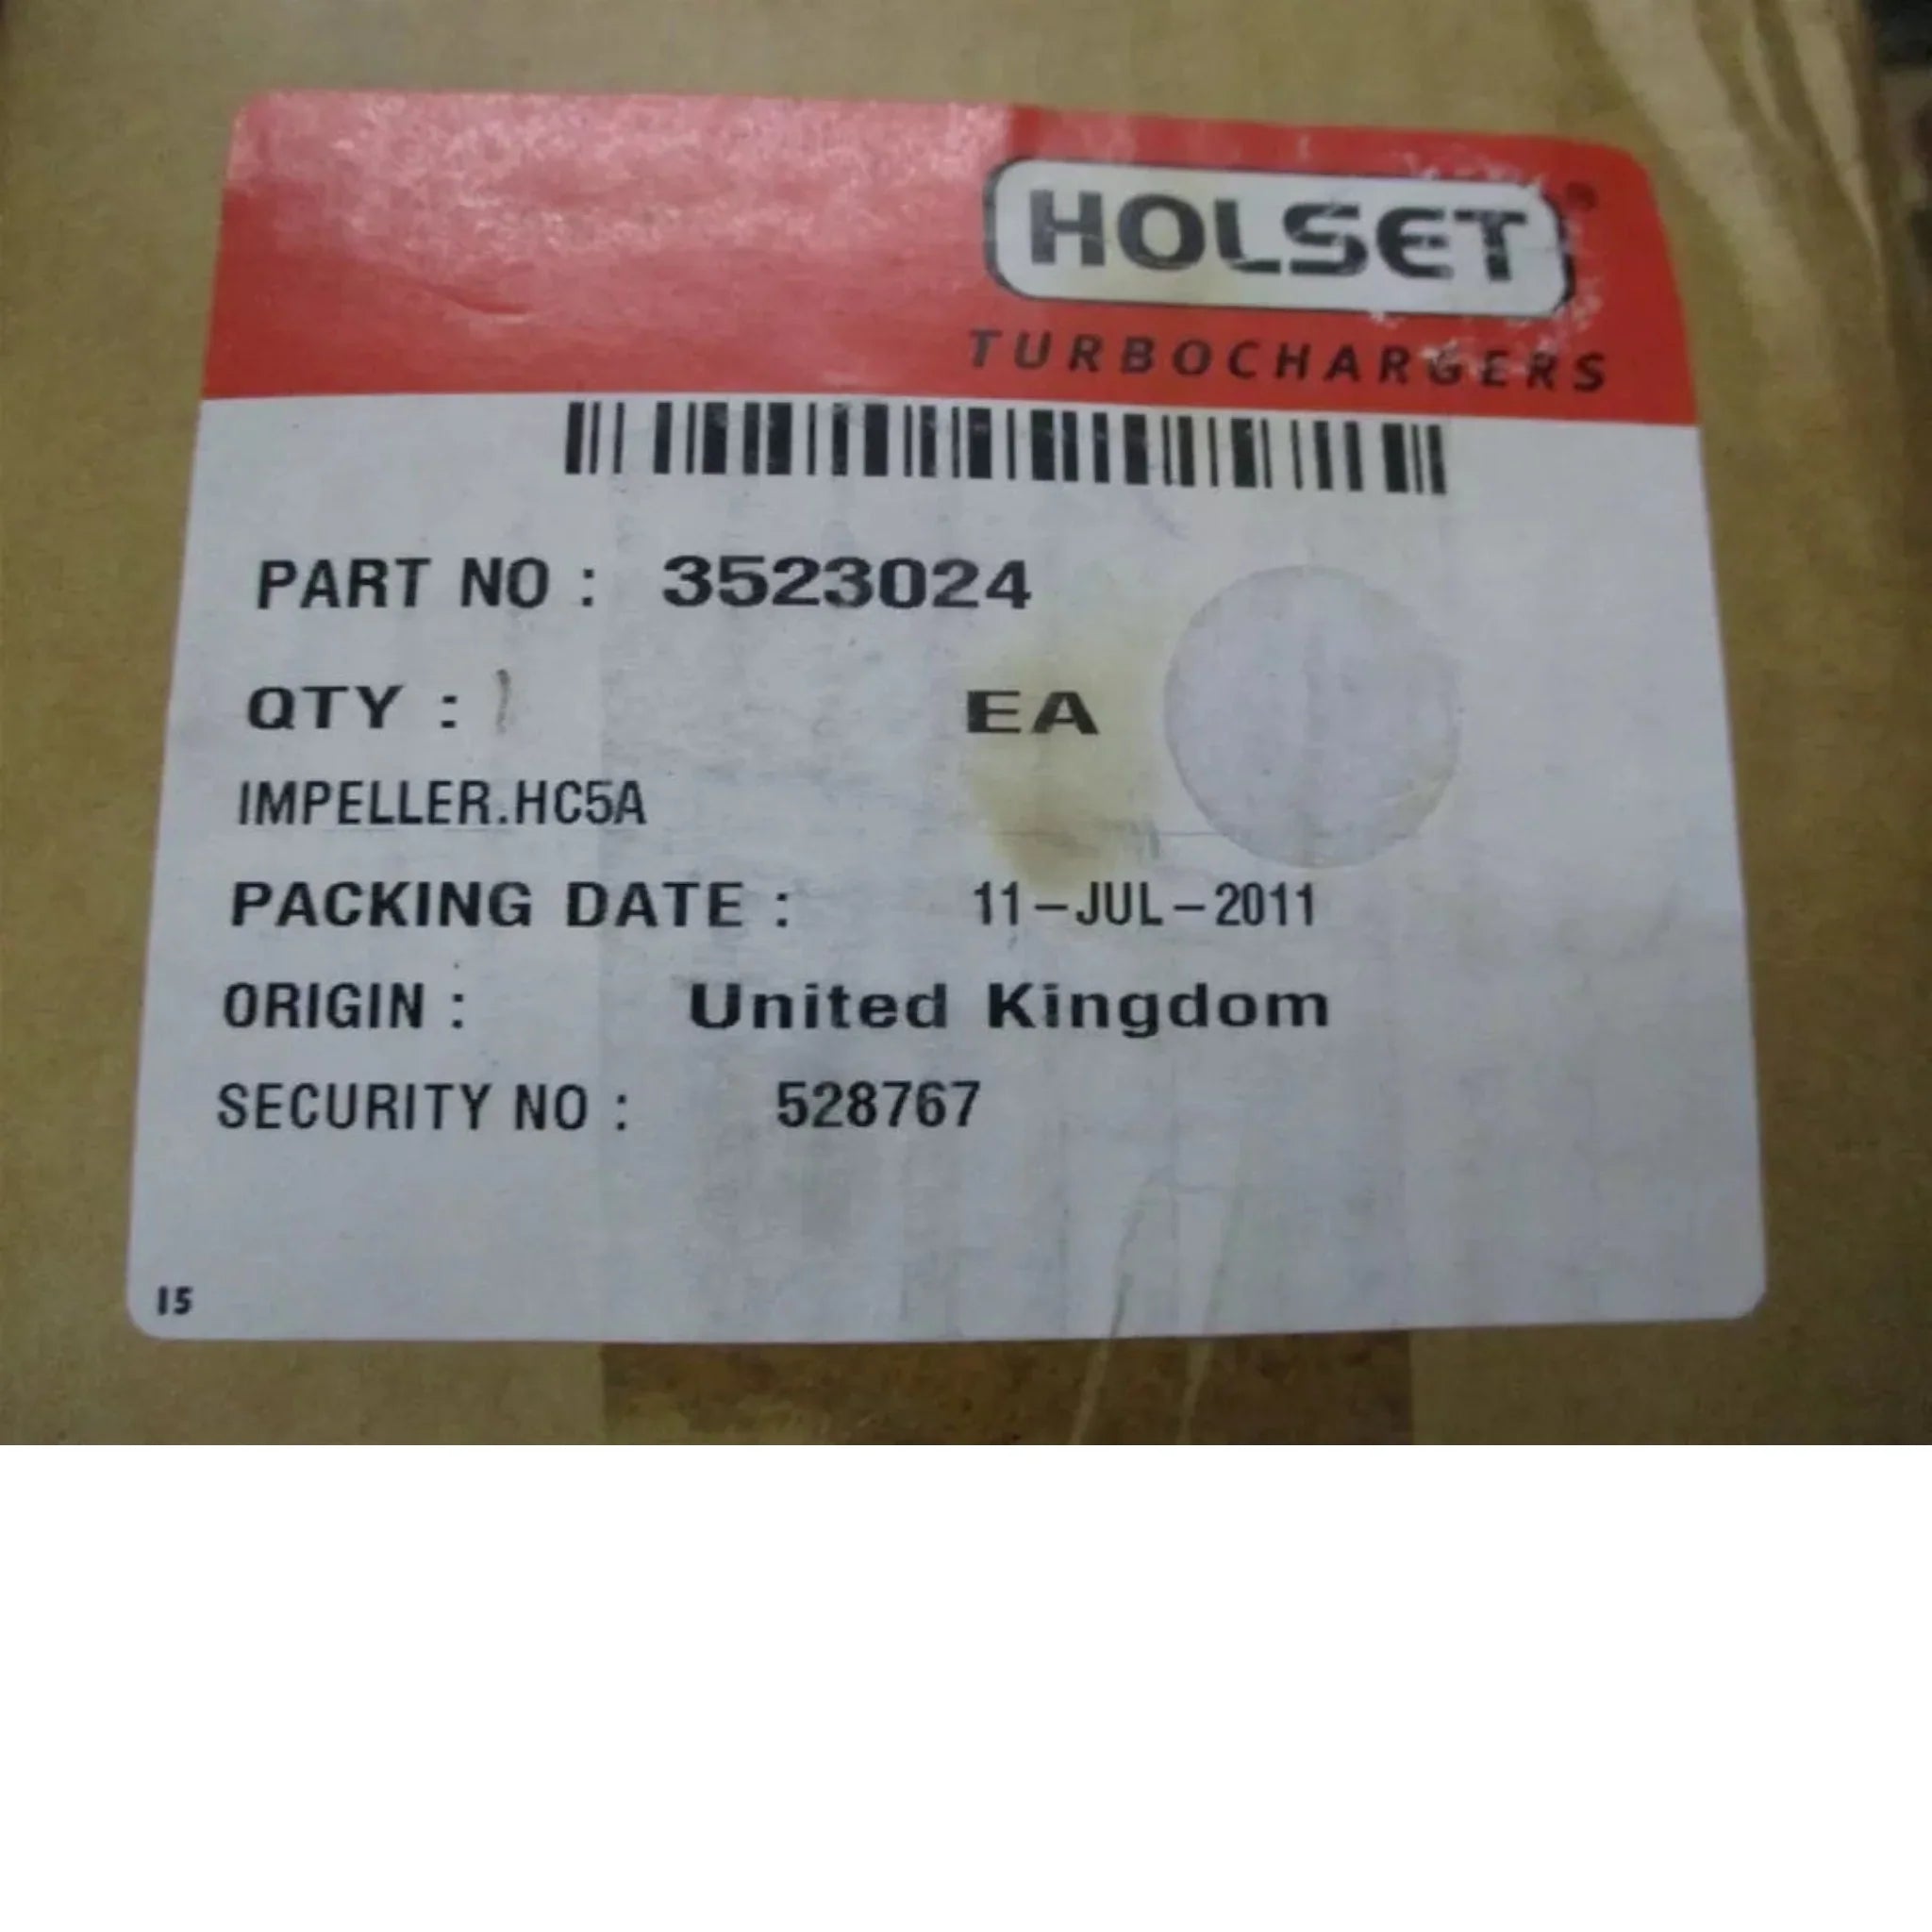 HOLSET®
TURBOCHARGERS
PART NO : 3523024
QTY : 1 EA
IMPELLER.HC5A
PACKING DATE : 11-JUL-2011
ORIGIN : United Kingdom
SECURITY NO : 528767
15